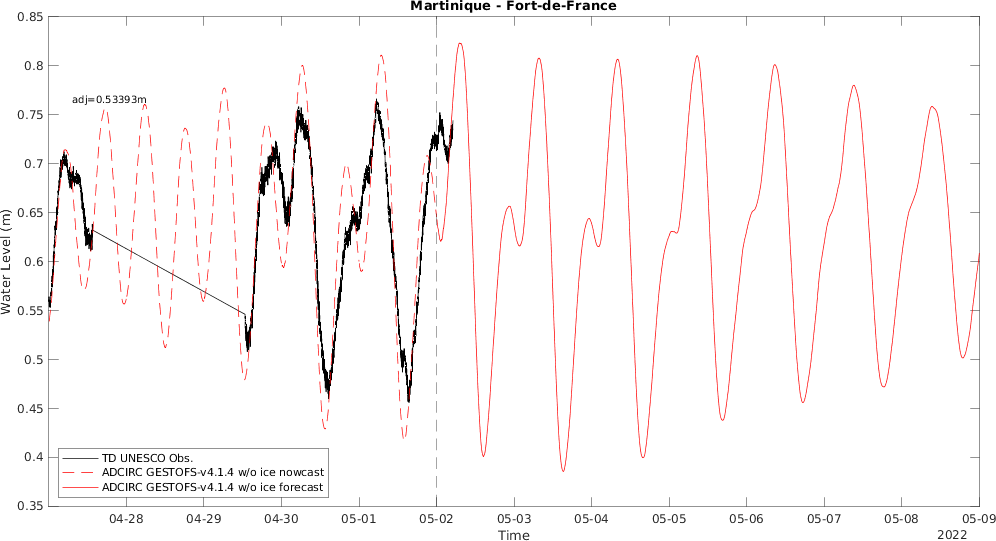 Martinique - Fort-de-France
0.85
0.8
0.75
0.7
0.65
0.6
0.55
0.5
0.45
0.4
0.35
Water Level (m)
adj=0.53393m
TD UNESCO Obs.
ADCIRC GESTOFS-v4.1.4 w/o ice nowcast
ADCIRC GESTOFS-v4.1.4 w/o ice forecast
04-28 04-29 04-30 05-01 05-02 05-03 05-04 05-05 05-06 05-07 05-08 05-09
Time
2022